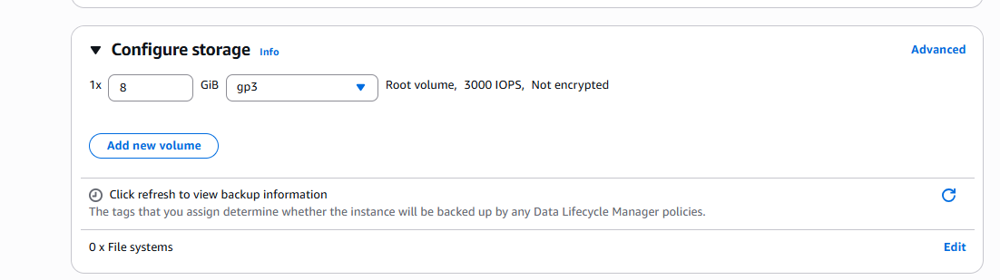 Configure storage Info Advanced
1x 8 GiB gp3 Root volume, 3000 IOPS, Not encrypted
Add new volume
Click refresh to view backup information
The tags that you assign determine whether the instance will be backed up by any Data Lifecycle Manager policies.
0 x File systems Edit